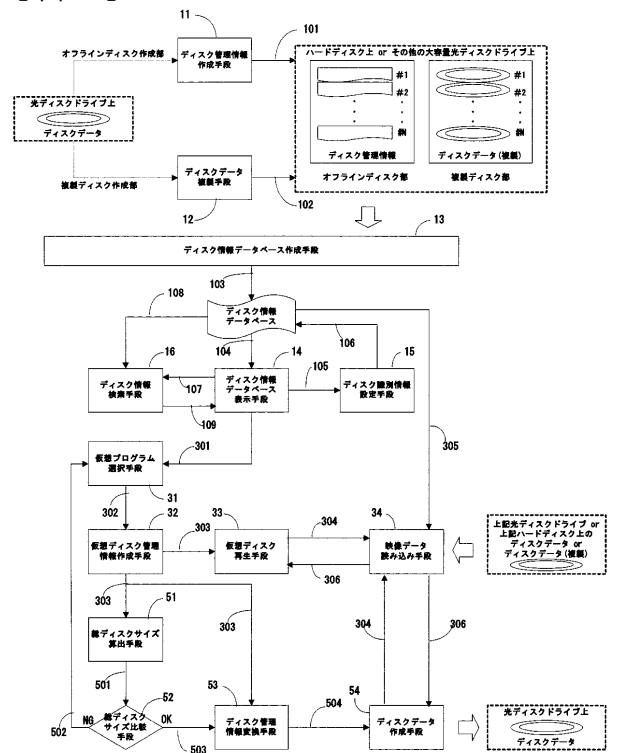 11
オフラインディスク作成部
ディスク管理情報
作成手段
101
ハードディスク上 or その他の大容量光ディスクドライブ上
#1
#2
#N
ディスク管理情報
オフラインディスク部
#1
#2
#N
ディスクデータ(複製)
複製ディスク部
光ディスクドライブ上
ディスクデータ
複製ディスク作成部
ディスクデータ
複製手段
12
102
13
ディスク情報データベース作成手段
103
108
ディスク情報
データベース
106
104
16
14
15
105
ディスク情報
検索手段
107
109
ディスク情報
データベース
表示手段
ディスク識別情報
設定手段
301
305
仮想プログラム
選択手段
31
302
32
33
34
303
304
仮想ディスク管理
情報作成手段
仮想ディスク
再生手段
映像データ
読み込み手段
306
上記光ディスクドライブ or
上記ハードディスク上の
ディスクデータ or
ディスクデータ(複製)
303
51
303
304
306
総ディスクサイズ
算出手段
501
52
53
54
NG
総ディスク
サイズ比較
手段
OK
502
503
ディスク管理
情報変換手段
504
ディスクデータ
作成手段
光ディスクドライブ上
ディスクデータ